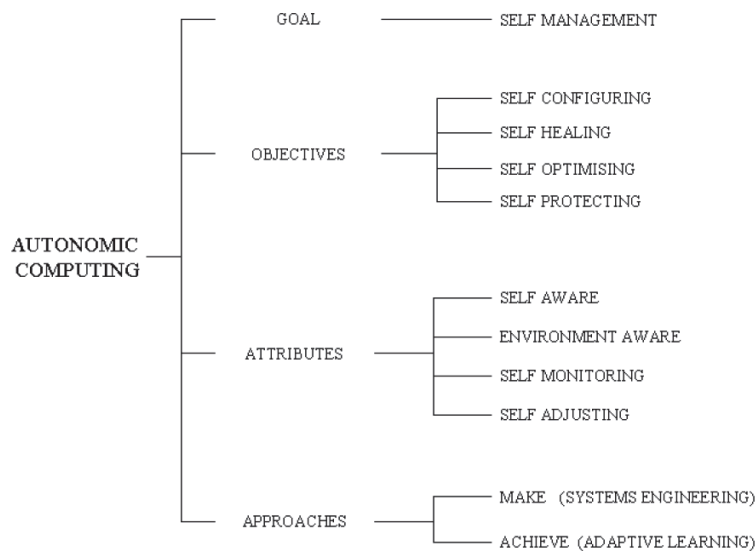 GOAL
SELF MANAGEMENT
SELF CONFIGURING
SELF HEALING
OBJECTIVES
SELF OPTIMISING
SELF PROTECTING
AUTONOMIC
COMPUTING
SELF AWARE
ENVIRONMENT AWARE
ATTRIBUTES
SELF MONITORING
SELF ADJUSTING
MAKE (SYSTEMS ENGINEERING)
APPROACHES
ACHIEVE (ADAPTIVE LEARNING)